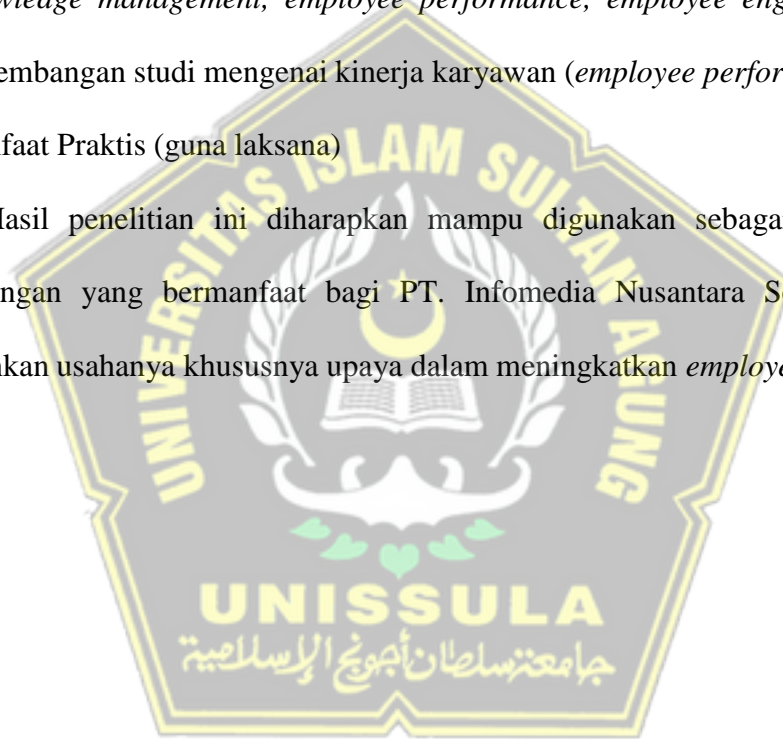 wledge management, employee performance, employee eng
embangan studi mengenai kinerja karyawan (employee perfor
faat Praktis (guna laksana)
Hasil penelitian ini diharapkan mampu digunakan sebaga
ngan yang bermanfaat bagi PT. Infomedia Nusantara S
nkan usahanya khususnya upaya dalam meningkatkan employe
UNIVERSITAS ISLAM SULTAN AGUNG
UNISSULA
جامعة سلطان أجونج الإسلامية